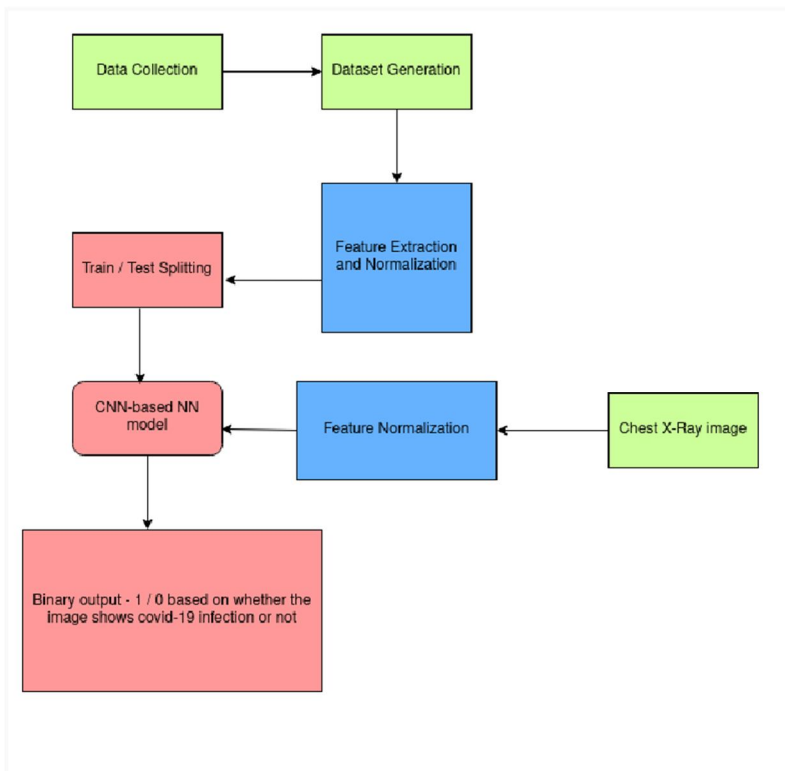 Data Collection
Dataset Generation
Feature Extraction
and Normalization
Train / Test Splitting
CNN-based NN
model
Feature Normalization
Chest X-Ray image
Binary output - 1 / 0 based on whether the
image shows covid-19 infection or not